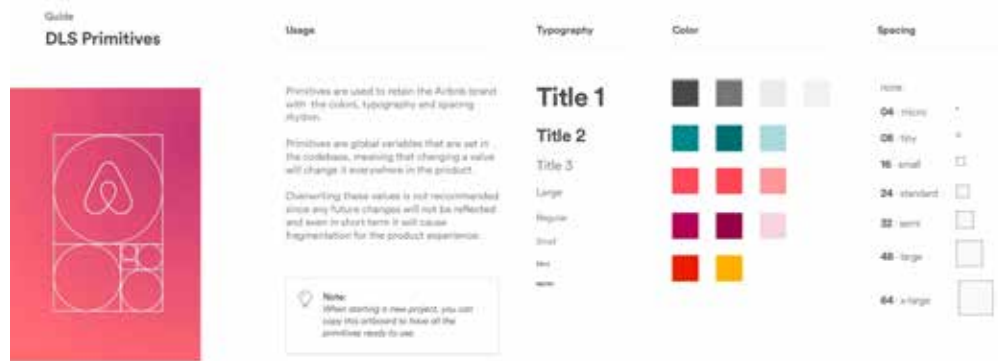 Guide
DLS Primitives
Usage
Primitives are used to retain the Airbnb brand
with the colors, typography and spacing
rhythm.
Primitives are global variables that are set in
the codebase, meaning that changing a value
will change it everywhere in the product.
Overwriting these values is not recommended
since any future changes will not be reflected
and even in short term it will cause
fragmentation for the product experience.
Note:
When starting a new project, you can
copy this artboard to have all the
primitives ready to use.
Typography
Title 1
Title 2
Title 3
Large
Regular
Small
Color
Spacing
none
04 micro
08 tiny
16 small
24 standard
32 semi
48 large
64 x-large